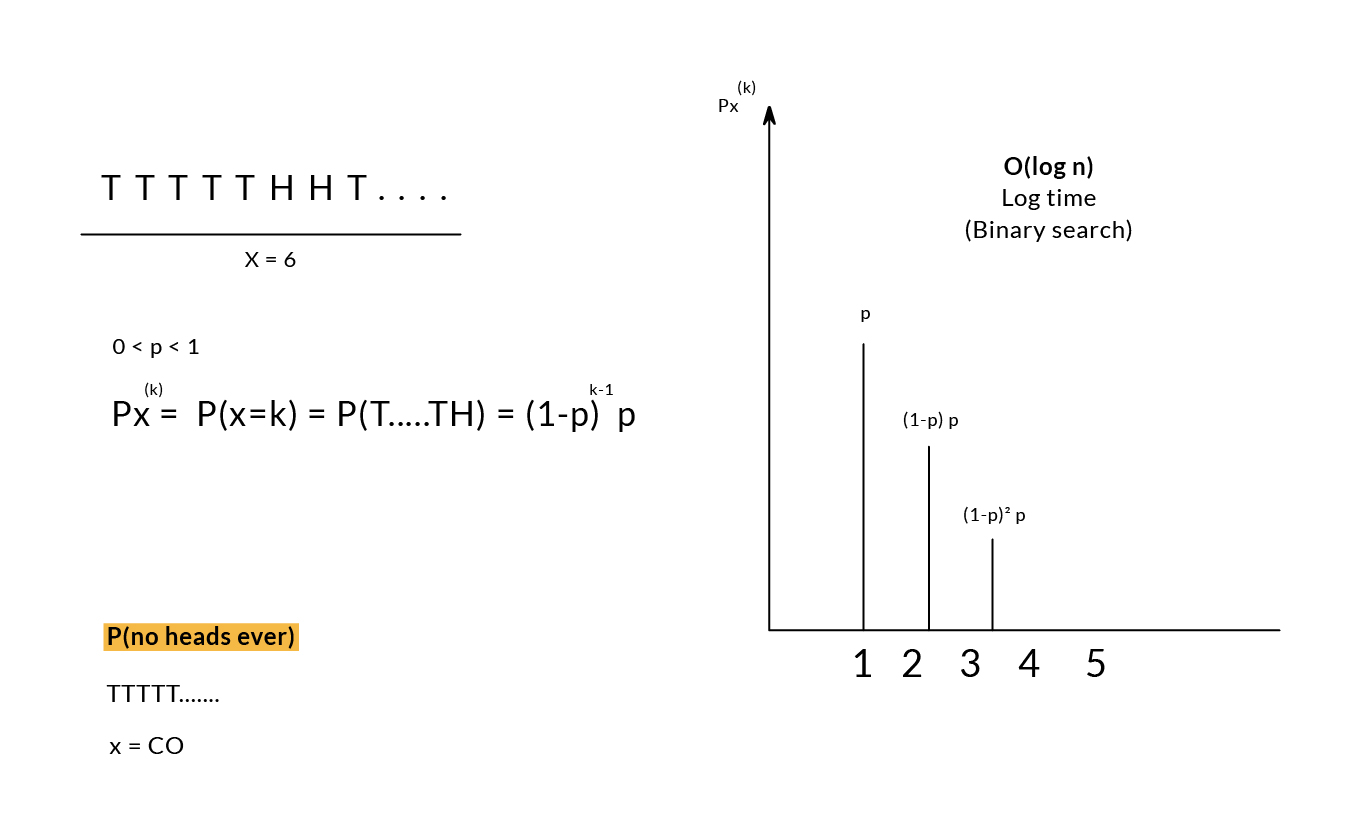 T T T T T H H T . . . .
X = 6
0 < p < 1
Px(k) = P(x=k) = P(T.....TH) = (1-p)k-1 p
P(no heads ever)
TTTTT.......
x = CO
Px(k)
O(log n)
Log time
(Binary search)
p
(1-p) p
(1-p)² p
1 2 3 4 5